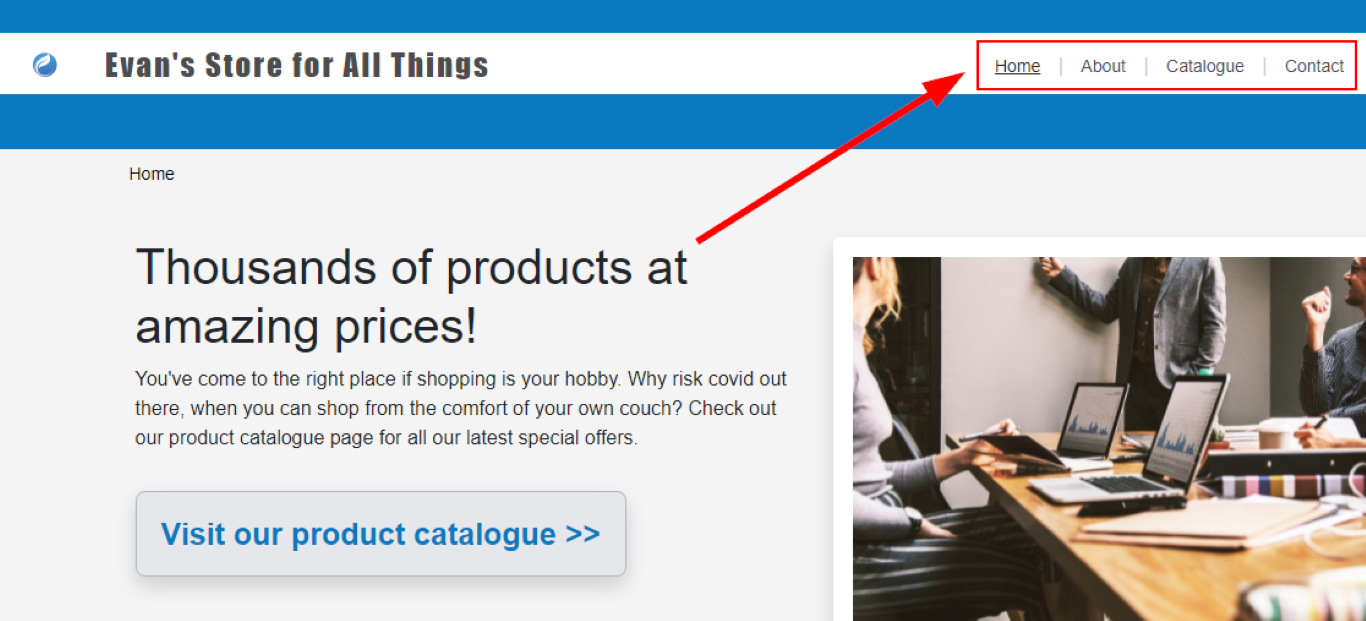 Evan's Store for All Things
Home | About | Catalogue | Contact
Home
Thousands of products at
amazing prices!
You've come to the right place if shopping is your hobby. Why risk covid out
there, when you can shop from the comfort of your own couch? Check out
our product catalogue page for all our latest special offers.
Visit our product catalogue >>